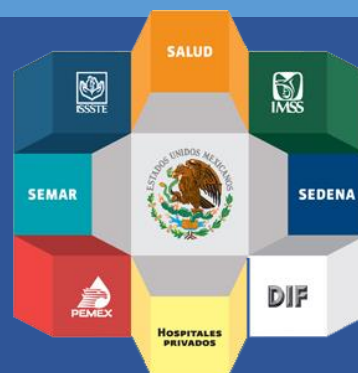 SALUD
ISSSTE
IMSS
ESTADOS UNIDOS MEXICANOS
SEMAR
SEDENA
PEMEX
DIF
HOSPITALES
PRIVADOS